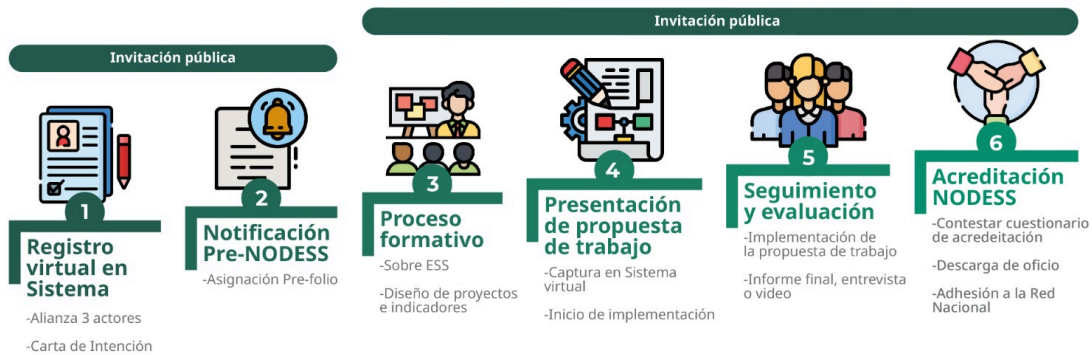 Invitación pública
1
Registro
virtual en
Sistema
-Alianza 3 actores
-Carta de Intención
2
Notificación
Pre-NODESS
-Asignación Pre-folio
Invitación pública
3
Proceso
formativo
-Sobre ESS
-Diseño de proyectos
e indicadores
4
Presentación
de propuesta
de trabajo
-Captura en Sistema
virtual
-Inicio de implementación
5
Seguimiento
y evaluación
-Implementación de
la propuesta de trabajo
-Informe final, entrevista
o video
6
Acreditación
NODESS
-Contestar cuestionario
de acredeitación
-Descarga de oficio
-Adhesión a la Red
Nacional